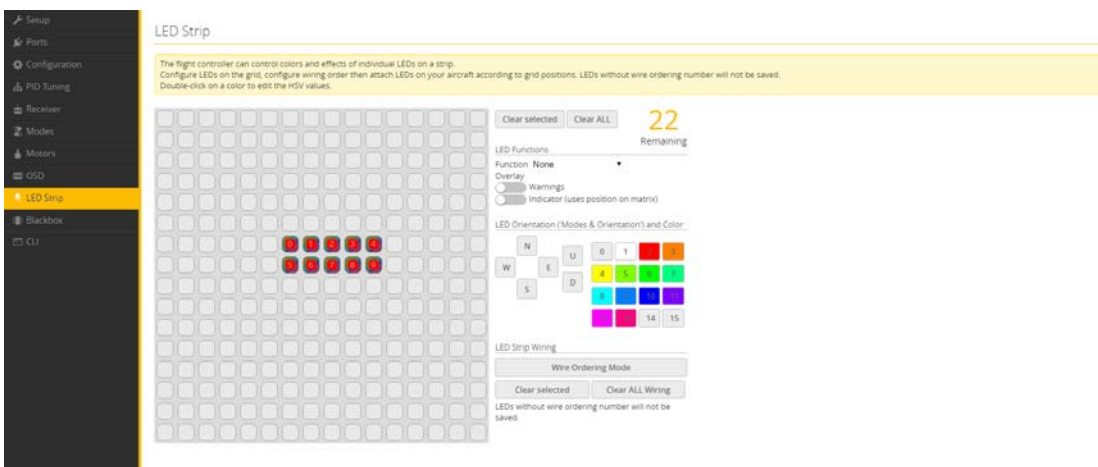 Setup
Ports
Configuration
PID Tuning
Receiver
Modes
Motors
OSD
LED Strip
Blackbox
CLI
LED Strip
The flight controller can control colors and effects of individual LEDs on a strip.
Configure LEDs on the grid, configure wiring order then attach LEDs on your aircraft according to grid positions. LEDs without wire ordering number will not be saved.
Double-click on a color to edit the HSV values.
0 1 2 3 4
5 6 7 8 9
Clear selected Clear ALL
22
Remaining
LED Functions
Function None
Overlay
Warnings
Indicator (uses position on matrix)
LED Orientation ('Modes & Orientation') and Color
N
W E
S
U
D
0 1 2 3
4 5 6 7
8 10 11
14 15
LED Strip Wiring
Wire Ordering Mode
Clear selected Clear ALL Wiring
LEDs without wire ordering number will not be
saved.